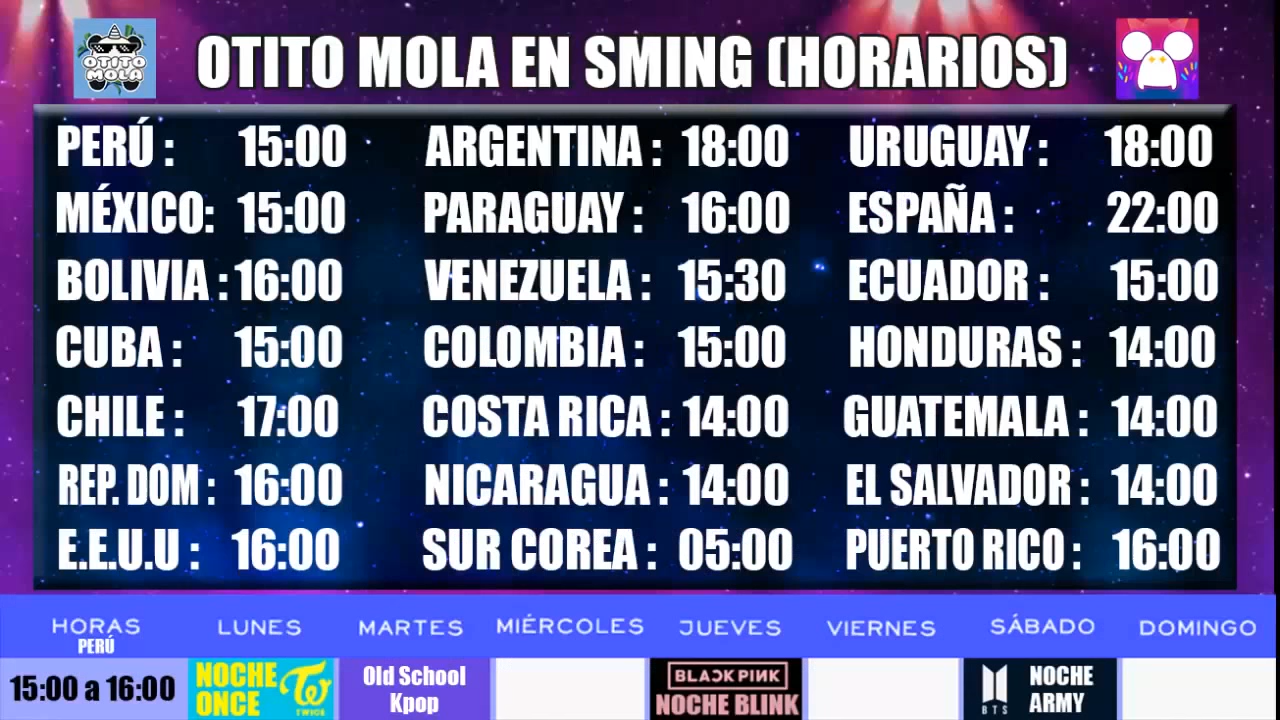 OTITO MOLA
OTITO MOLA EN SMING (HORARIOS)
PERÚ : 15:00 ARGENTINA : 18:00 URUGUAY : 18:00
MÉXICO: 15:00 PARAGUAY : 16:00 ESPAÑA : 22:00
BOLIVIA : 16:00 VENEZUELA : 15:30 ECUADOR : 15:00
CUBA : 15:00 COLOMBIA : 15:00 HONDURAS : 14:00
CHILE : 17:00 COSTA RICA : 14:00 GUATEMALA : 14:00
REP. DOM : 16:00 NICARAGUA : 14:00 EL SALVADOR : 14:00
E.E.U.U : 16:00 SUR COREA : 05:00 PUERTO RICO : 16:00
HORAS LUNES MARTES MIÉRCOLES JUEVES VIERNES SÁBADO DOMINGO
PERÚ
15:00 a 16:00
NOCHE
ONCE
TWICE
Old School
Kpop
BLACKPINK
NOCHE BLINK
BTS
NOCHE
ARMY